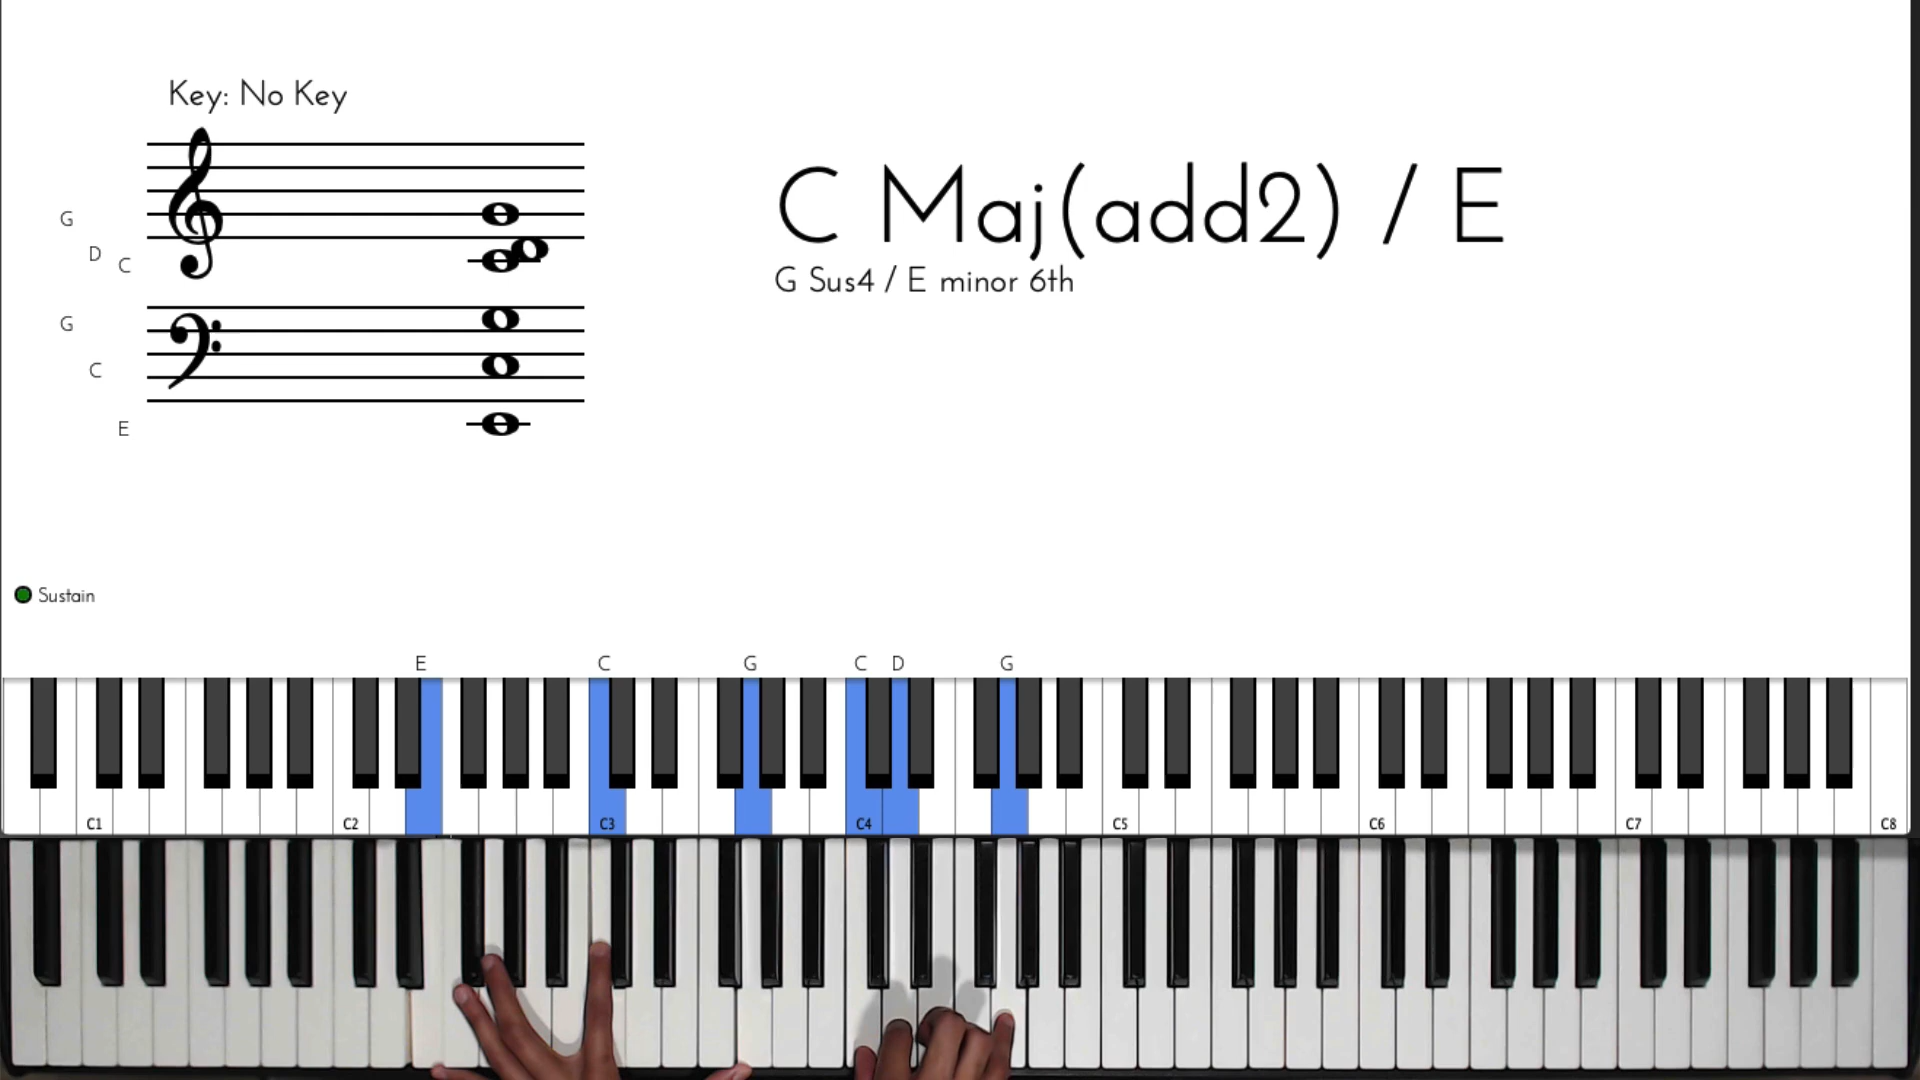 Key: No Key
G
D
C
G
C
E
C Maj(add2) / E
G Sus4 / E minor 6th
Sustain
E C G C D G
C1 C2 C3 C4 C5 C6 C7 C8